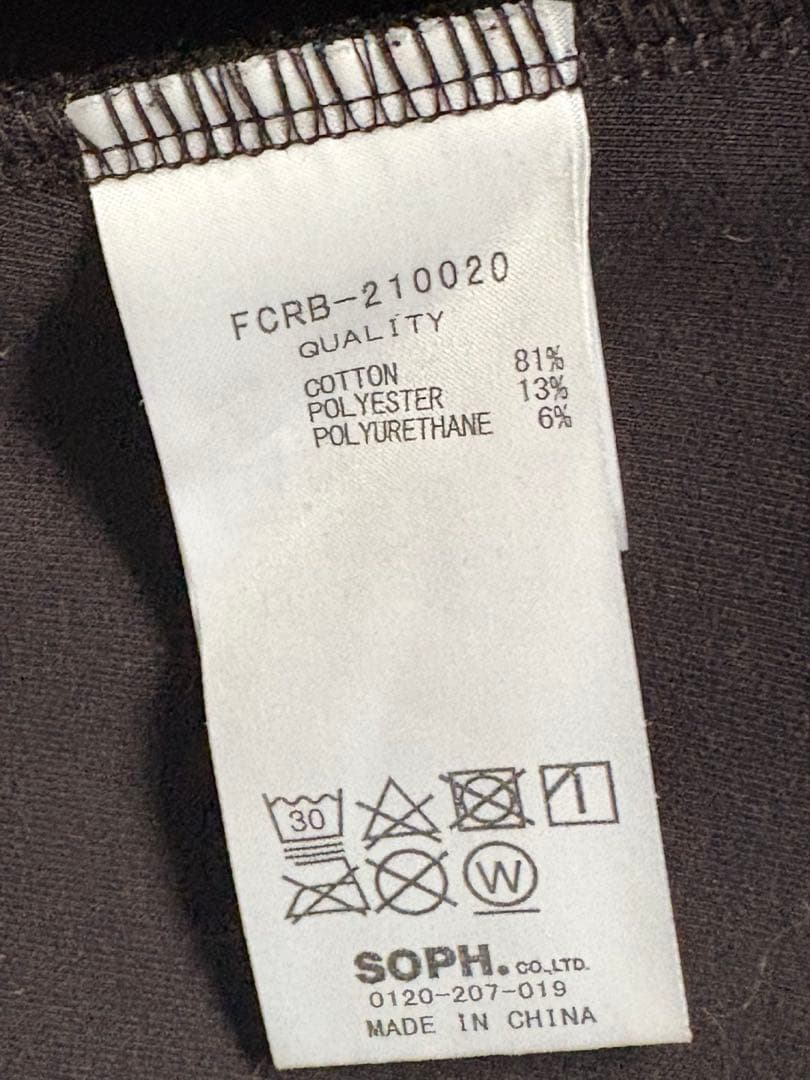 FCRB-210020
QUALITY
COTTON 81%
POLYESTER 13%
POLYURETHANE 6%
30
W
SOPH. CO.,LTD.
0120-207-019
MADE IN CHINA